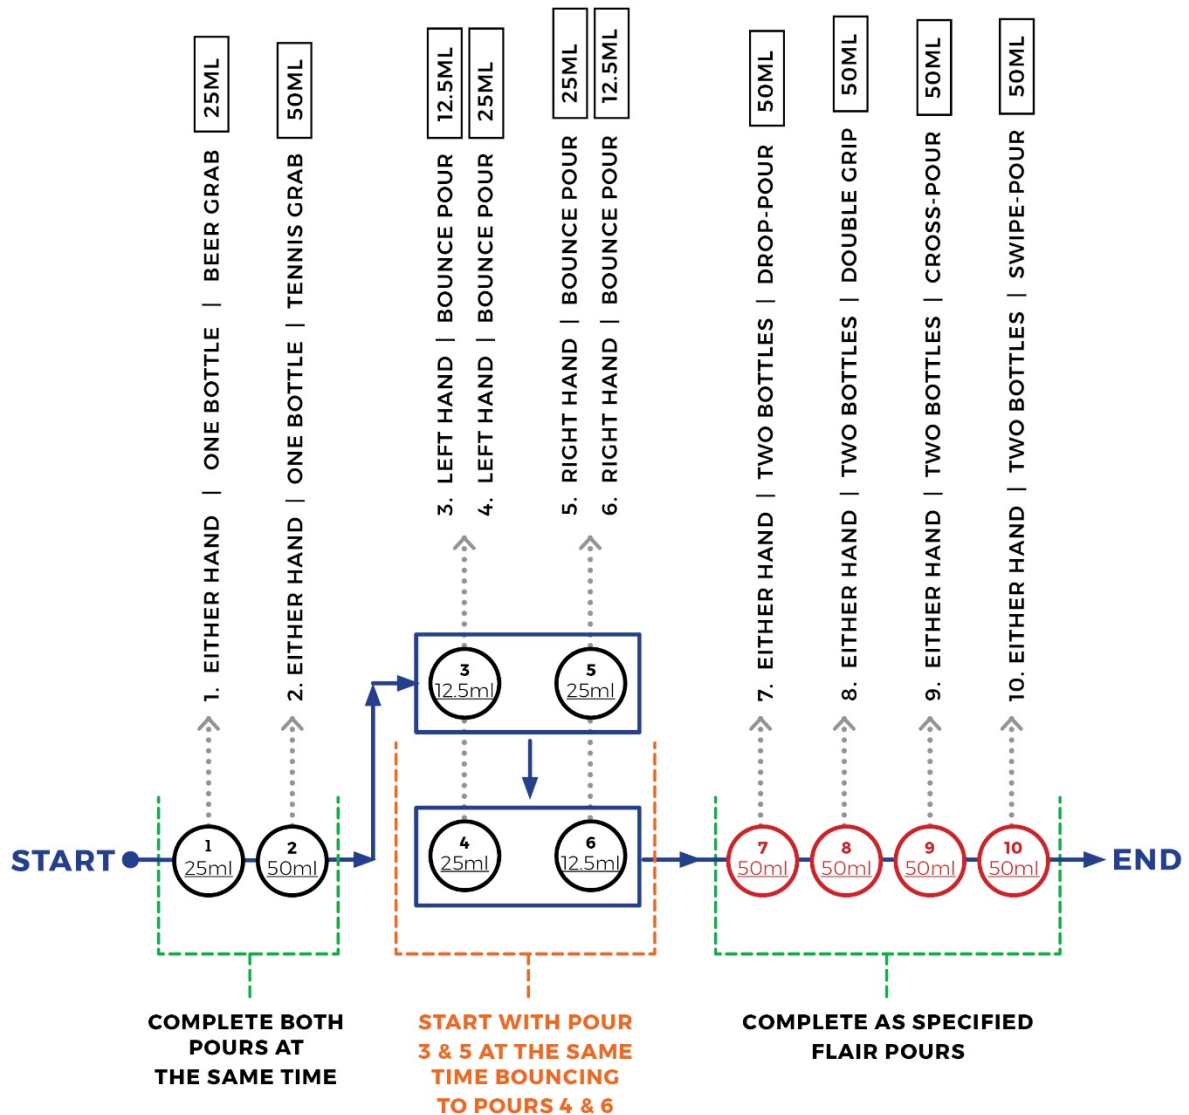 1. EITHER HAND | ONE BOTTLE | BEER GRAB 25ML
2. EITHER HAND | ONE BOTTLE | TENNIS GRAB 50ML
3. LEFT HAND | BOUNCE POUR 12.5ML
4. LEFT HAND | BOUNCE POUR 25ML
5. RIGHT HAND | BOUNCE POUR 25ML
6. RIGHT HAND | BOUNCE POUR 12.5ML
7. EITHER HAND | TWO BOTTLES | DROP-POUR 50ML
8. EITHER HAND | TWO BOTTLES | DOUBLE GRIP 50ML
9. EITHER HAND | TWO BOTTLES | CROSS-POUR 50ML
10. EITHER HAND | TWO BOTTLES | SWIPE-POUR 50ML
3
12.5ml
5
25ml
START
1
25ml
2
50ml
4
25ml
6
12.5ml
7
50ml
8
50ml
9
50ml
10
50ml
END
COMPLETE BOTH
POURS AT
THE SAME TIME
START WITH POUR
3 & 5 AT THE SAME
TIME BOUNCING
TO POURS 4 & 6
COMPLETE AS SPECIFIED
FLAIR POURS